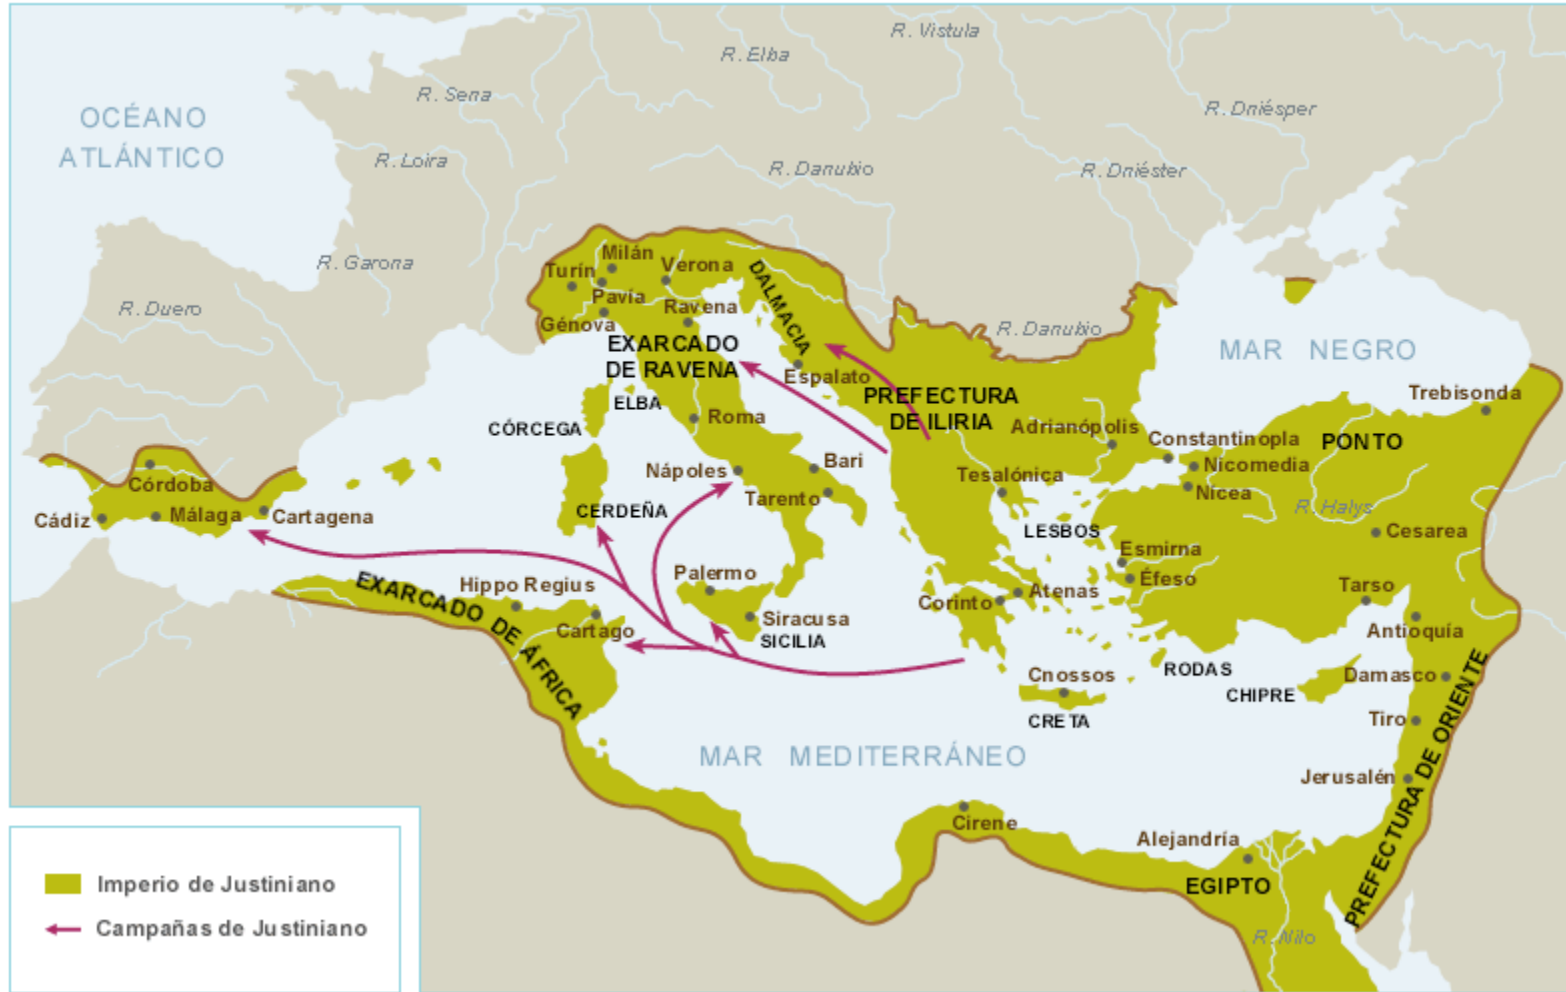 R. Vistula
R. Elba
R. Sena
R. Dniésper
OCÉANO
ATLÁNTICO
R. Loira
R. Danubio
R. Dniéster
R. Garona
R. Duero
Milán
Verona
Turín
Pavía
Ravena
Génova
DALMACIA
R. Danubio
MAR NEGRO
EXARCADO
DE RAVENA
Espalato
PREFECTURA
DE ILIRIA
ELBA
Roma
CÓRCEGA
Trebisonda
Adrianópolis
Constantinopla
PONTO
Nicomedia
Nícea
Bari
Nápoles
Tarento
Tesalónica
R. Halys
Córdoba
Cádiz
Málaga
Cartagena
CERDEÑA
LESBOS
Cesarea
Esmirna
Éfeso
Palermo
Hippo Regius
EXARCADO DE ÁFRICA
Cartago
Siracusa
SICILIA
Corinto
Atenas
Tarso
Antioquía
Cnossos
CRETA
RODAS
CHIPRE
Damasco
Tiro
PREFECTURA DE ORIENTE
MAR MEDITERRÁNEO
Jerusalén
Cirene
Alejandría
EGIPTO
R. Nilo
Imperio de Justiniano
Campañas de Justiniano